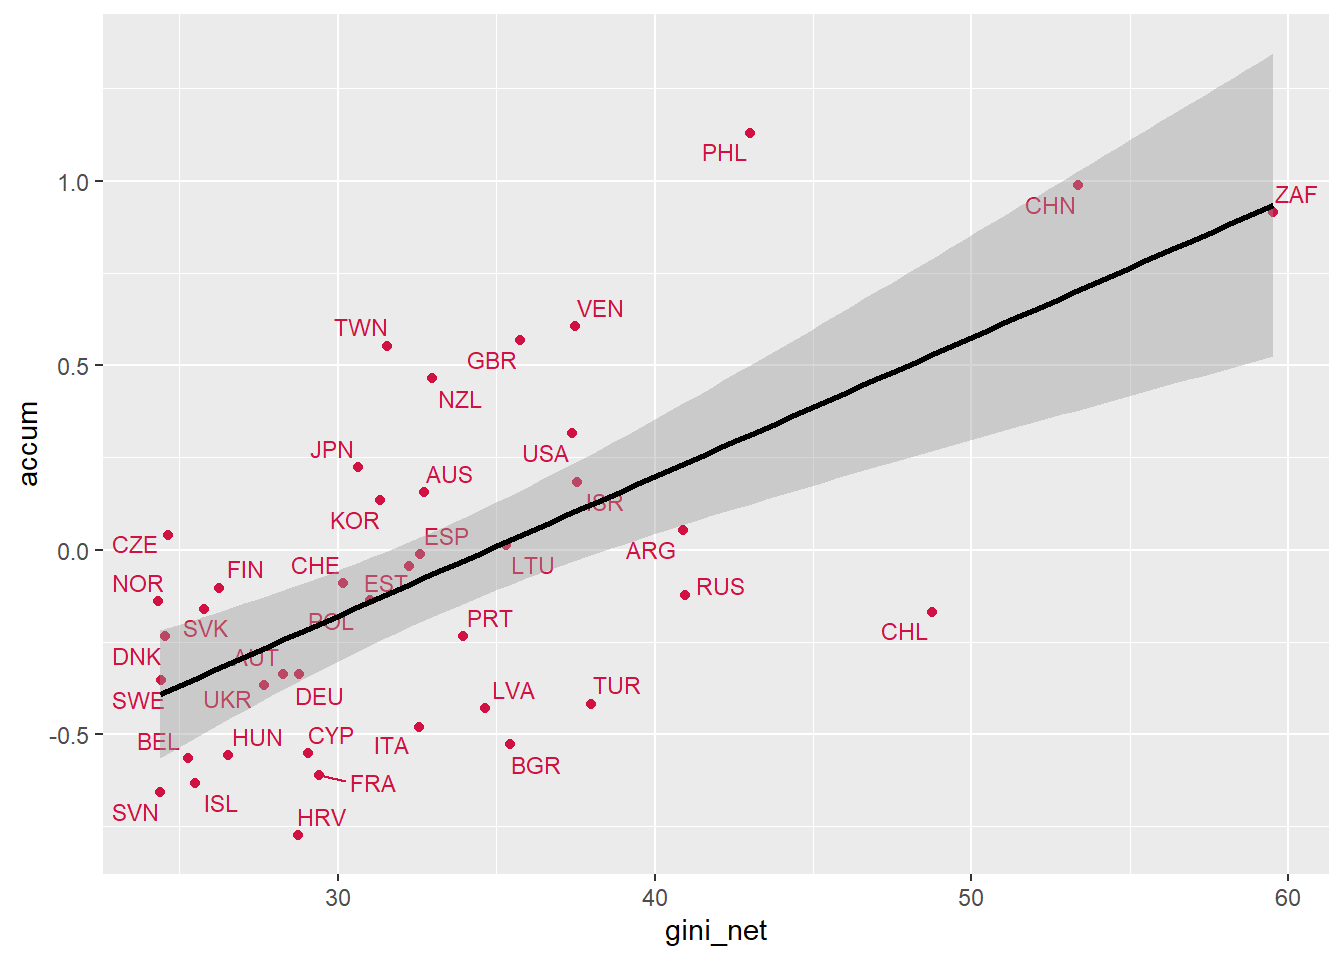 PHL
1.0
CHN
ZAF
VEN
TWN
GBR
0.5
NZL
JPN
USA
AUS
ISR
KOR
ESP
CZE
0.0
ARG
CHE
LTU
FIN
NOR
EST
RUS
POL
PRT
SVK
CHL
DNK
AUT
TUR
LVA
SWE
UKR
DEU
-0.5
BEL
HUN
CYP
ITA
BGR
FRA
ISL
SVN
HRV
accum
30
40
50
60
gini_net